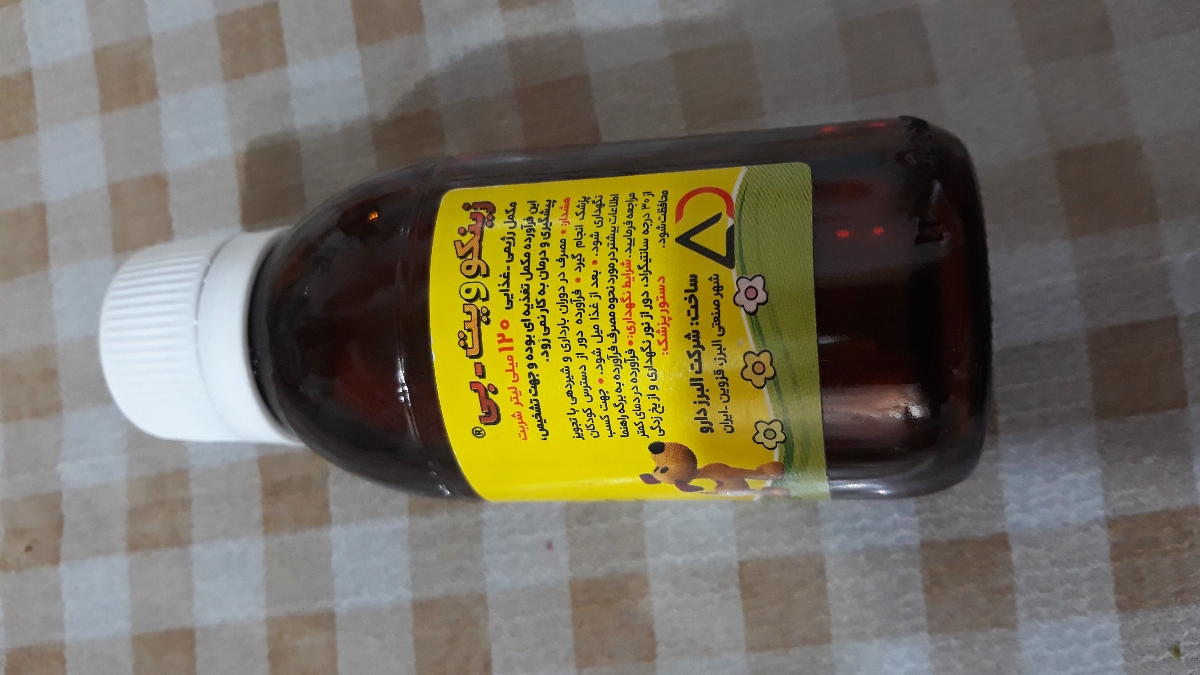 زینکوویت - بی®
مکمل رژیمی - غذایی ۱۲۰ میلی لیتر شربت
این فرآورده مکمل تغذیه ای بوده و جهت تشخیص،
پیشگیری و درمان به کار نمی رود.
هشدار: • مصرف در دوران بارداری و شیردهی با تجویز
پزشک انجام گیرد • فرآورده دور از دسترس کودکان
نگهداری شود. • بعد از غذا میل شود. • جهت کسب
اطلاعات بیشتر در مورد نحوه مصرف فرآورده به برگه راهنما
مراجعه فرمایید. شرایط نگهداری: • فرآورده در دمای کمتر
از ۳۰ درجه سانتیگراد، دور از نور نگهداری و از یخ زدگی
محافظت شود.
دستور پزشک:
ساخت: شرکت البرز دارو
شهر صنعتی البرز، قزوین - ایران